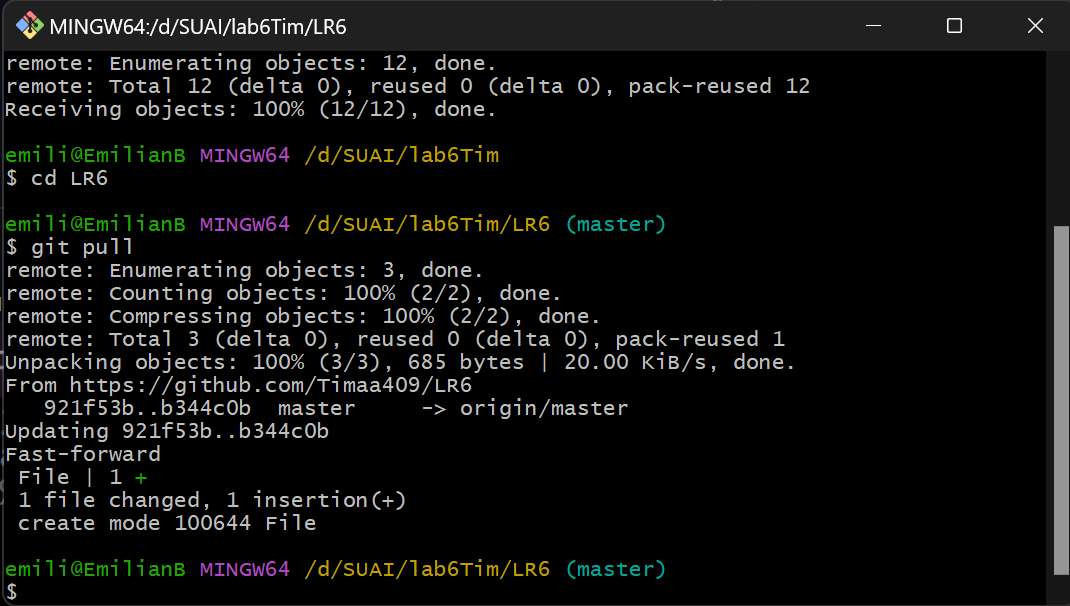 MINGW64:/d/SUAI/lab6Tim/LR6
remote: Enumerating objects: 12, done.
remote: Total 12 (delta 0), reused 0 (delta 0), pack-reused 12
Receiving objects: 100% (12/12), done.
emili@EmilianB MINGW64 /d/SUAI/lab6Tim
$ cd LR6
emili@EmilianB MINGW64 /d/SUAI/lab6Tim/LR6 (master)
$ git pull
remote: Enumerating objects: 3, done.
remote: Counting objects: 100% (2/2), done.
remote: Compressing objects: 100% (2/2), done.
remote: Total 3 (delta 0), reused 0 (delta 0), pack-reused 1
Unpacking objects: 100% (3/3), 685 bytes | 20.00 KiB/s, done.
From https://github.com/Timaa409/LR6
   921f53b..b344c0b  master     -> origin/master
Updating 921f53b..b344c0b
Fast-forward
 File | 1 +
 1 file changed, 1 insertion(+)
 create mode 100644 File
emili@EmilianB MINGW64 /d/SUAI/lab6Tim/LR6 (master)
$